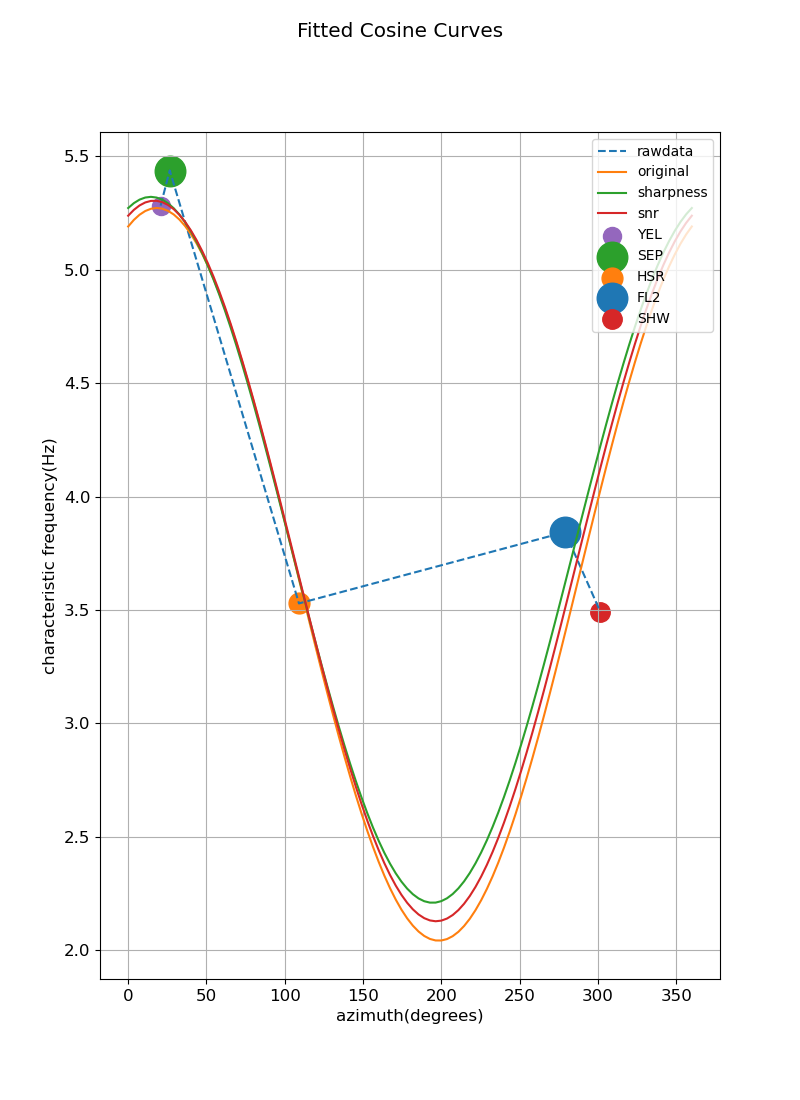 Fitted Cosine Curves
5.5
5.0
4.5
4.0
3.5
3.0
2.5
2.0
characteristic frequency(Hz)
rawdata
original
sharpness
snr
YEL
SEP
HSR
FL2
SHW
0 50 100 150 200 250 300 350
azimuth(degrees)